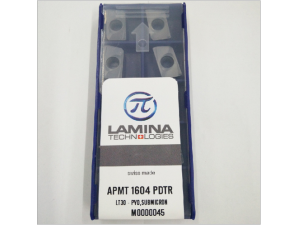 π
LAMINA
TECHNOLOGIES
swiss made
APMT 1604 PDTR
LT30 - PVD,SUBMICRON
M0000045